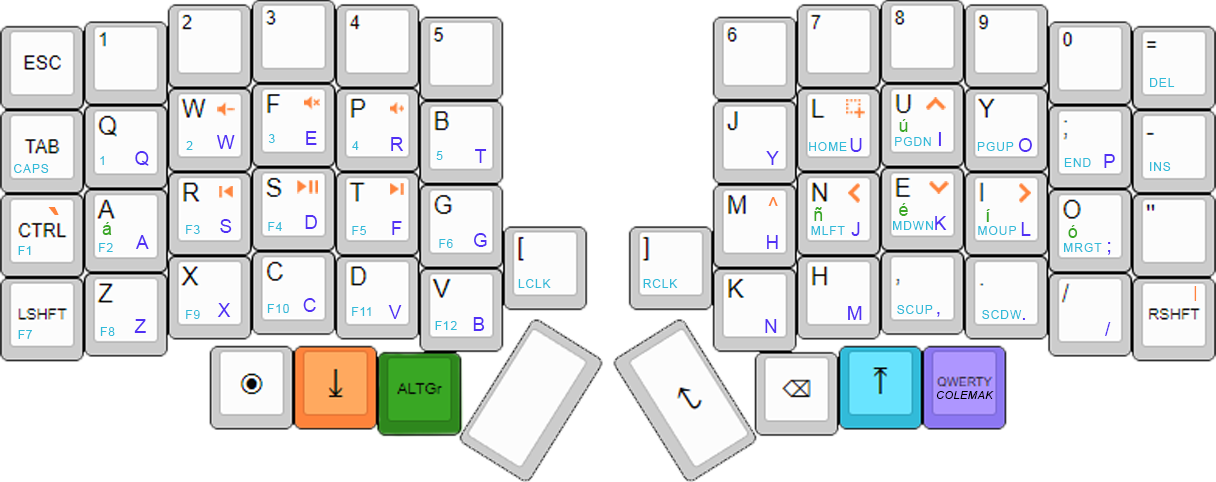 ESC 1 2 3 4 5 6 7 8 9 0 =
DEL
TAB Q W F P B J L U Y ; -
ú
CAPS 1 Q 2 W 3 E 4 R 5 T Y HOME U PGDN I PGUP O END P INS
CTRL A R S T G M ^ N E I O "
á ñ é í ó
F1 F2 A F3 S F4 D F5 F F6 G H MLFT J MDWN K MOUP L MRGT ;
[ ]
LCLK RCLK
LSHFT Z X C D V K H , . / | RSHFT
F7 F8 Z F9 X F10 C F11 V F12 B N M SCUP , SCDW . /
ALTGr
QWERTY
COLEMAK